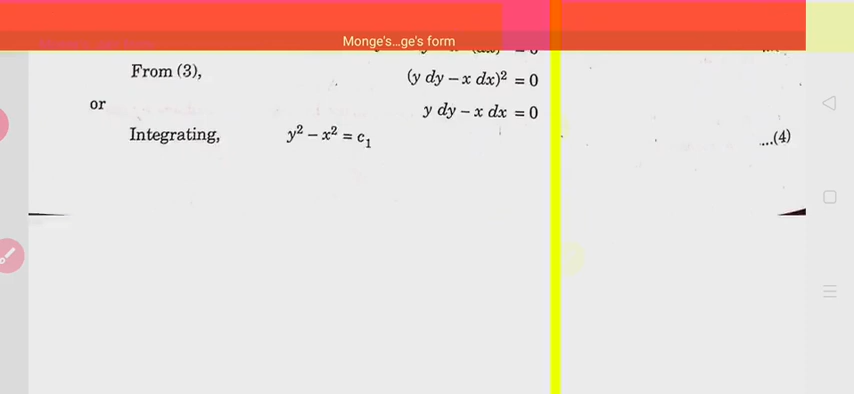 Monge's...ge's form
From (3), (y dy – x dx)² = 0
or y dy – x dx = 0
Integrating, y² – x² = c₁ ....(4)